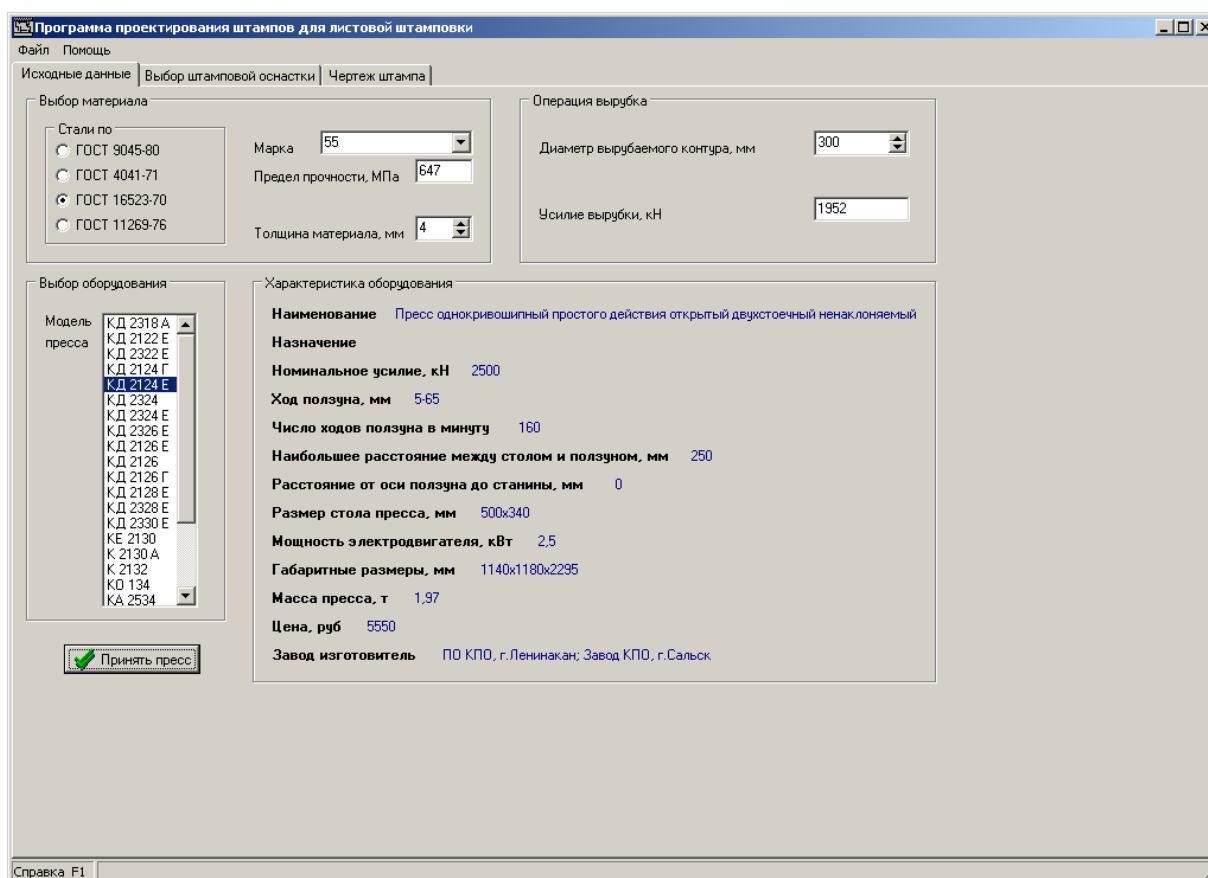 Программа проектирования штампов для листовой штамповки
Файл Помощь
Исходные данные Выбор штамповой оснастки Чертеж штампа
Выбор материала
Стали по
ГОСТ 9045-80
ГОСТ 4041-71
ГОСТ 16523-70
ГОСТ 11269-76
Марка 55
Предел прочности, МПа 647
Толщина материала, мм 4
Операция вырубка
Диаметр вырубаемого контура, мм 300
Усилие вырубки, кН 1952
Выбор оборудования
Модель пресса
КД 2318 А
КД 2122 Е
КД 2322 Е
КД 2124 Г
КД 2124 Е
КД 2324
КД 2324 Е
КД 2326 Е
КД 2126 Е
КД 2126
КД 2126 Г
КД 2128 Е
КД 2328 Е
КД 2330 Е
КЕ 2130
К 2130 А
К 2132
КО 134
КА 2534
Принять пресс
Характеристика оборудования
Наименование Пресс однокривошипный простого действия открытый двухстоечный ненаклоняемый
Назначение
Номинальное усилие, кН 2500
Ход ползуна, мм 5-65
Число ходов ползуна в минуту 160
Наибольшее расстояние между столом и ползуном, мм 250
Расстояние от оси ползуна до станины, мм 0
Размер стола пресса, мм 500х340
Мощность электродвигателя, кВт 2,5
Габаритные размеры, мм 1140х1180х2295
Масса пресса, т 1,97
Цена, руб 5550
Завод изготовитель ПО КПО, г.Ленинакан; Завод КПО, г.Сальск
Справка F1